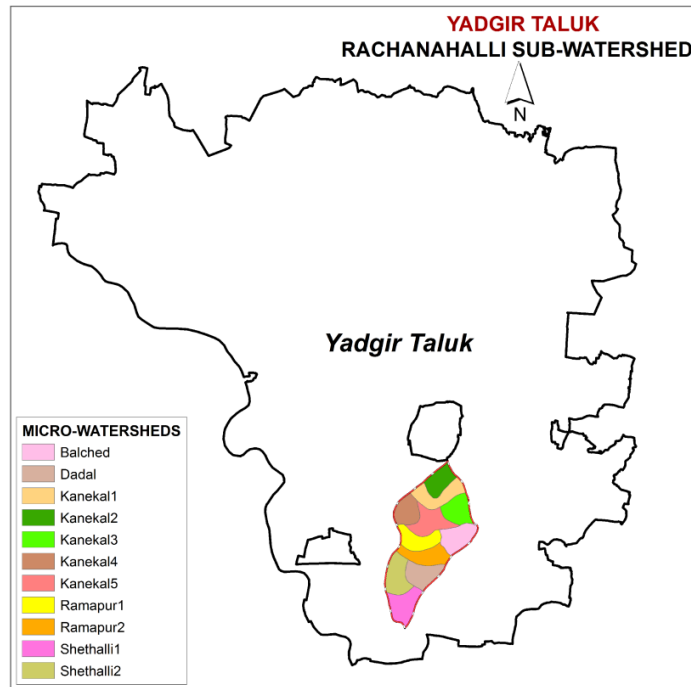 YADGIR TALUK
RACHANAHALLI SUB-WATERSHED
N
Yadgir Taluk
MICRO-WATERSHEDS
Balched
Dadal
Kanekal1
Kanekal2
Kanekal3
Kanekal4
Kanekal5
Ramapur1
Ramapur2
Shethalli1
Shethalli2